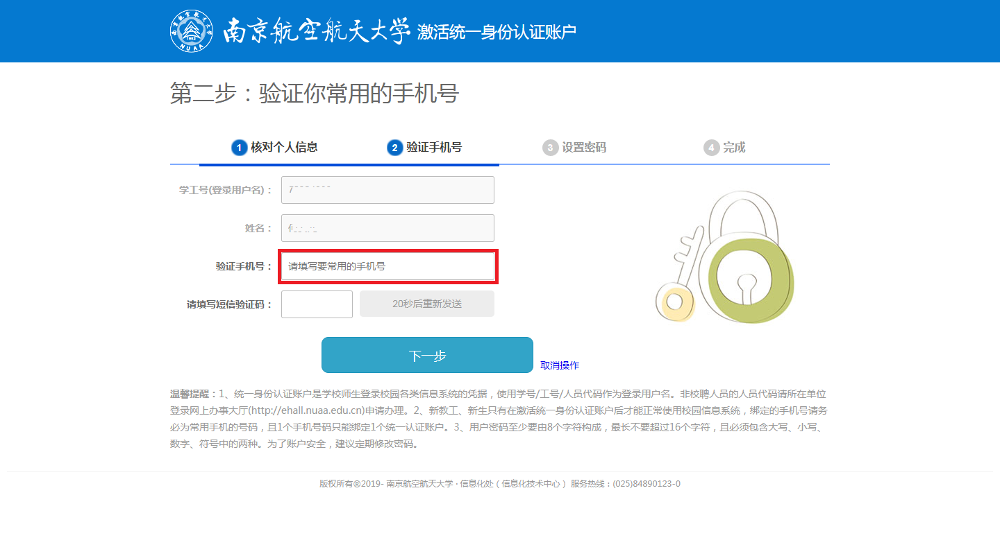 南京航空航天大学 激活统一身份认证账户
NUAA
1952
第二步：验证你常用的手机号
1 核对个人信息 2 验证手机号 3 设置密码 4 完成
学工号(登录用户名)：
姓名：
验证手机号： 请填写要常用的手机号
请填写短信验证码： 20秒后重新发送
下一步 取消操作
温馨提醒：1、统一身份认证账户是学校师生登录校园各类信息系统的凭据，使用学号/工号/人员代码作为登录用户名。非校聘人员的人员代码请所在单位
登录网上办事大厅(http://ehall.nuaa.edu.cn)申请办理。2、新教工、新生只有在激活统一身份认证账户后才能正常使用校园信息系统，绑定的手机号请务
必为常用手机的号码，且1个手机号码只能绑定1个统一认证账户。3、用户密码至少要由8个字符构成，最长不要超过16个字符，且必须包含大写、小写、
数字、符号中的两种。为了账户安全，建议定期修改密码。
版权所有®2019- 南京航空航天大学 · 信息化处（信息化技术中心） 服务热线：(025)84890123-0